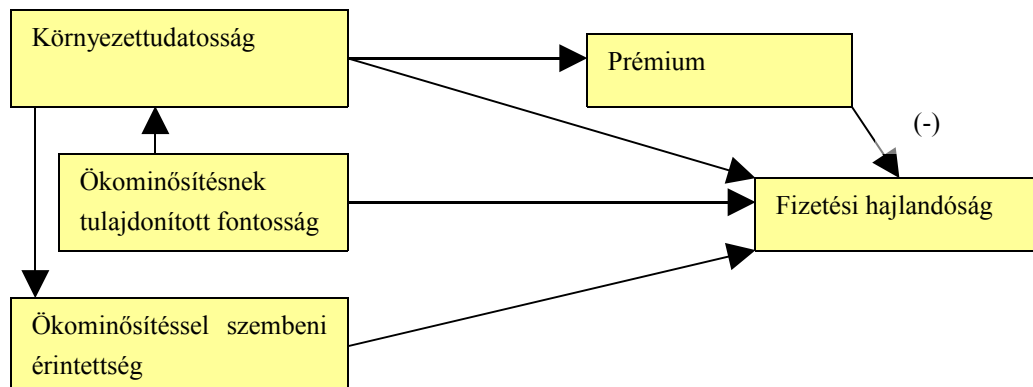 Környezettudatosság
Prémium
(-)
Ökominősítésnek
tulajdonított fontosság
Fizetési hajlandóság
Ökominősítéssel szembeni
érintettség